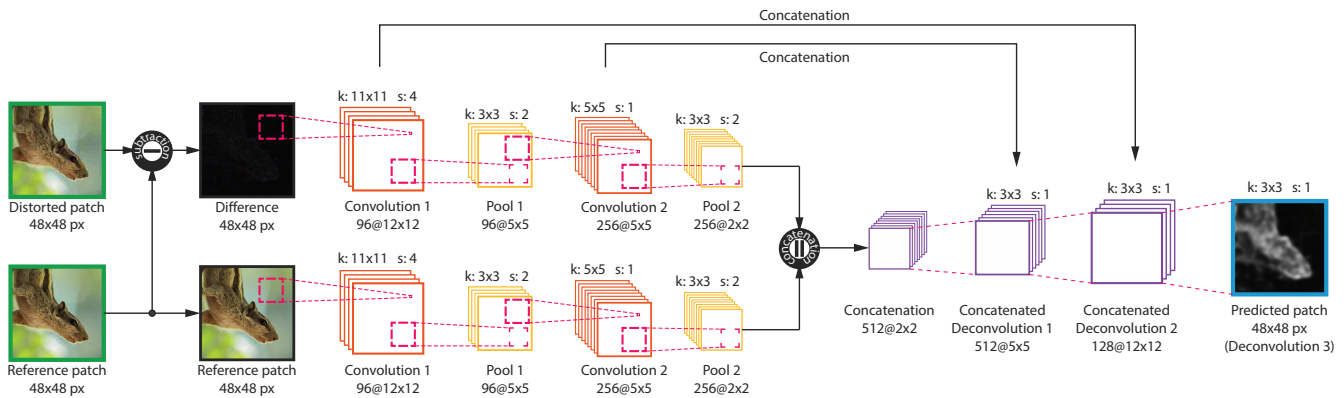 Concatenation
Concatenation
k: 11x11 s: 4
k: 3x3 s: 2
k: 5x5 s: 1
k: 3x3 s: 2
subtraction
Distorted patch
48x48 px
Difference
48x48 px
Convolution 1
96@12x12
Pool 1
96@5x5
Convolution 2
256@5x5
Pool 2
256@2x2
k: 11x11 s: 4
k: 3x3 s: 2
k: 5x5 s: 1
k: 3x3 s: 2
Reference patch
48x48 px
Reference patch
48x48 px
Convolution 1
96@12x12
Pool 1
96@5x5
Convolution 2
256@5x5
Pool 2
256@2x2
concatenation
k: 3x3 s: 1
k: 3x3 s: 1
k: 3x3 s: 1
Concatenation
512@2x2
Concatenated
Deconvolution 1
512@5x5
Concatenated
Deconvolution 2
128@12x12
Predicted patch
48x48 px
(Deconvolution 3)